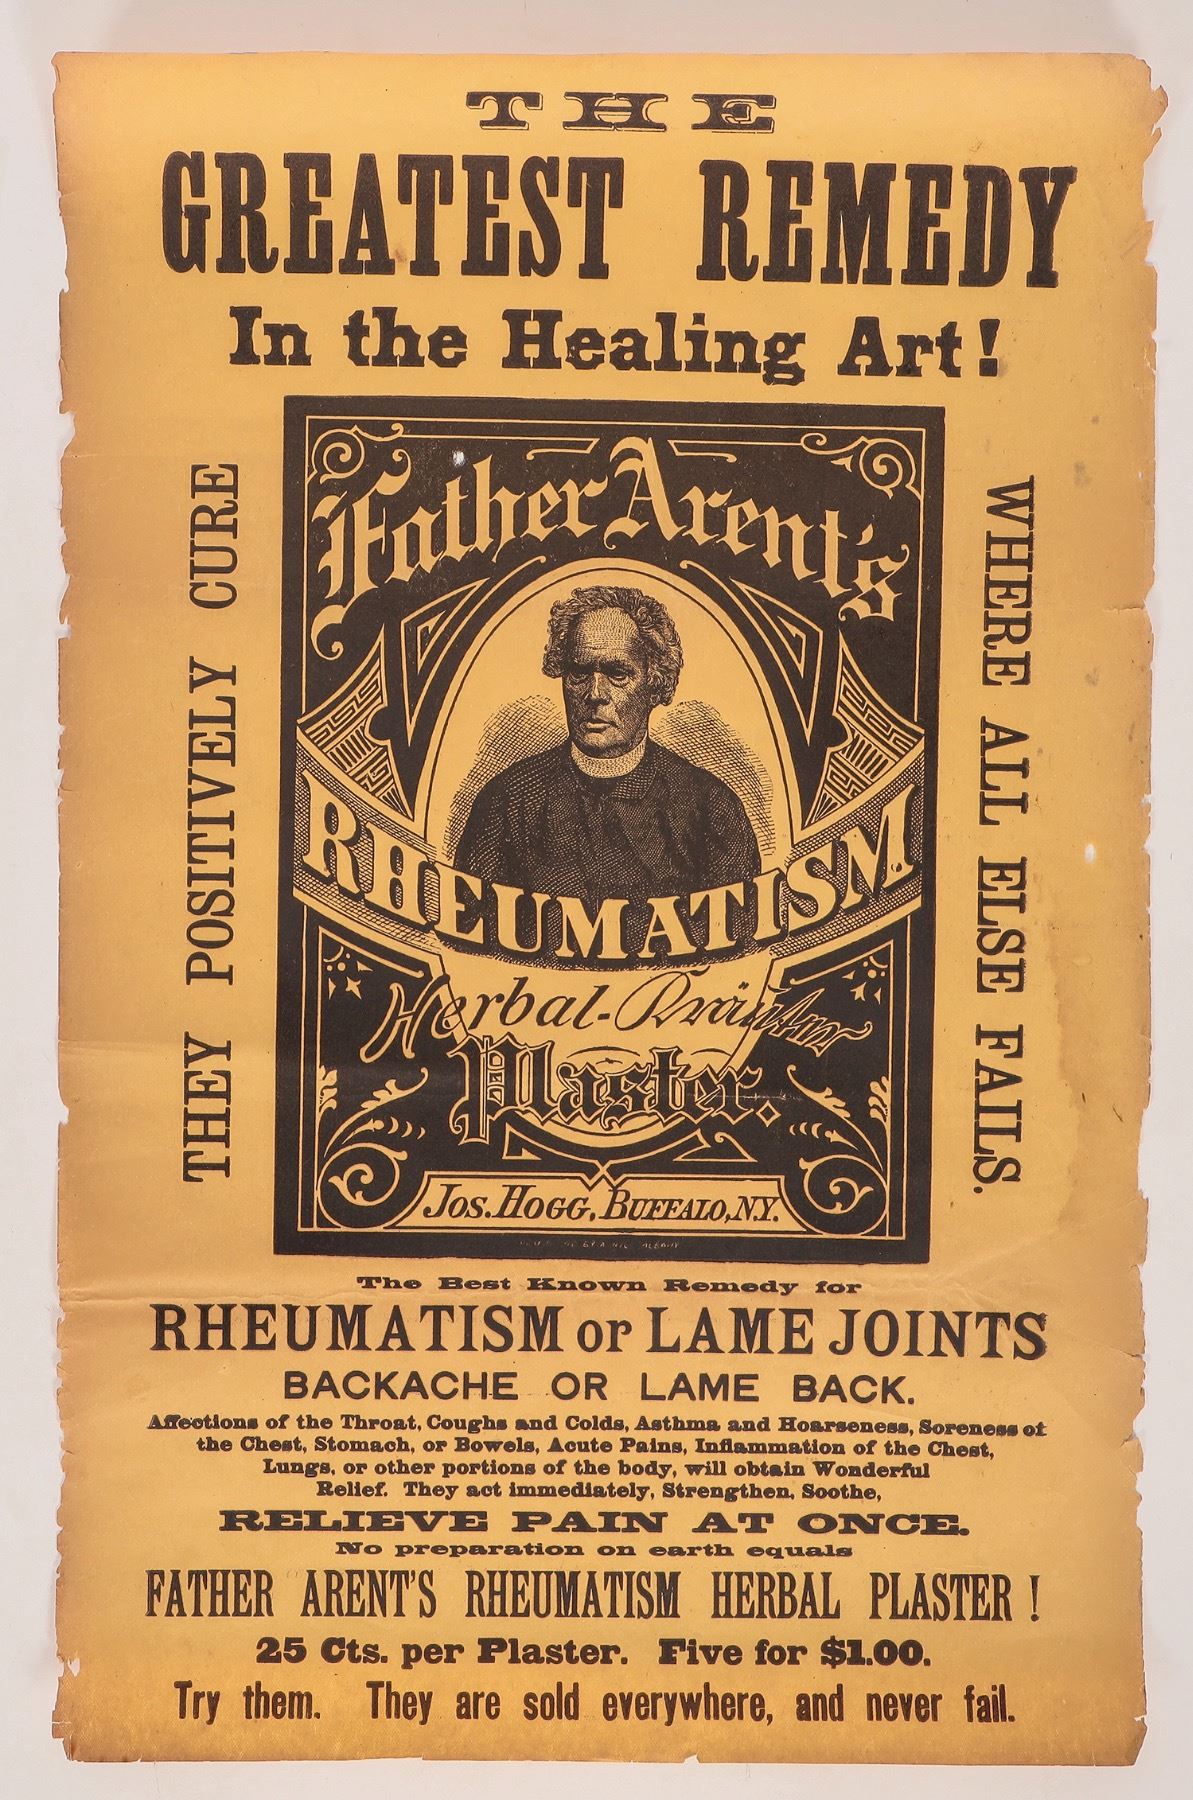 THE
GREATEST REMEDY
In the Healing Art!
THEY POSITIVELY CURE
Father Arent's
RHEUMATISM
Herbal-Kräuter
Plaster.
JOS. HOGG, BUFFALO, N.Y.
WHERE ALL ELSE FAILS.
The Best Known Remedy for
RHEUMATISM or LAME JOINTS
BACKACHE OR LAME BACK.
Affections of the Throat, Coughs and Colds, Asthma and Hoarseness, Soreness of
the Chest, Stomach, or Bowels, Acute Pains, Inflammation of the Chest,
Lungs, or other portions of the body, will obtain Wonderful
Relief. They act immediately, Strengthen, Soothe,
RELIEVE PAIN AT ONCE.
No preparation on earth equals
FATHER ARENT'S RHEUMATISM HERBAL PLASTER !
25 Cts. per Plaster. Five for $1.00.
Try them. They are sold everywhere, and never fail.